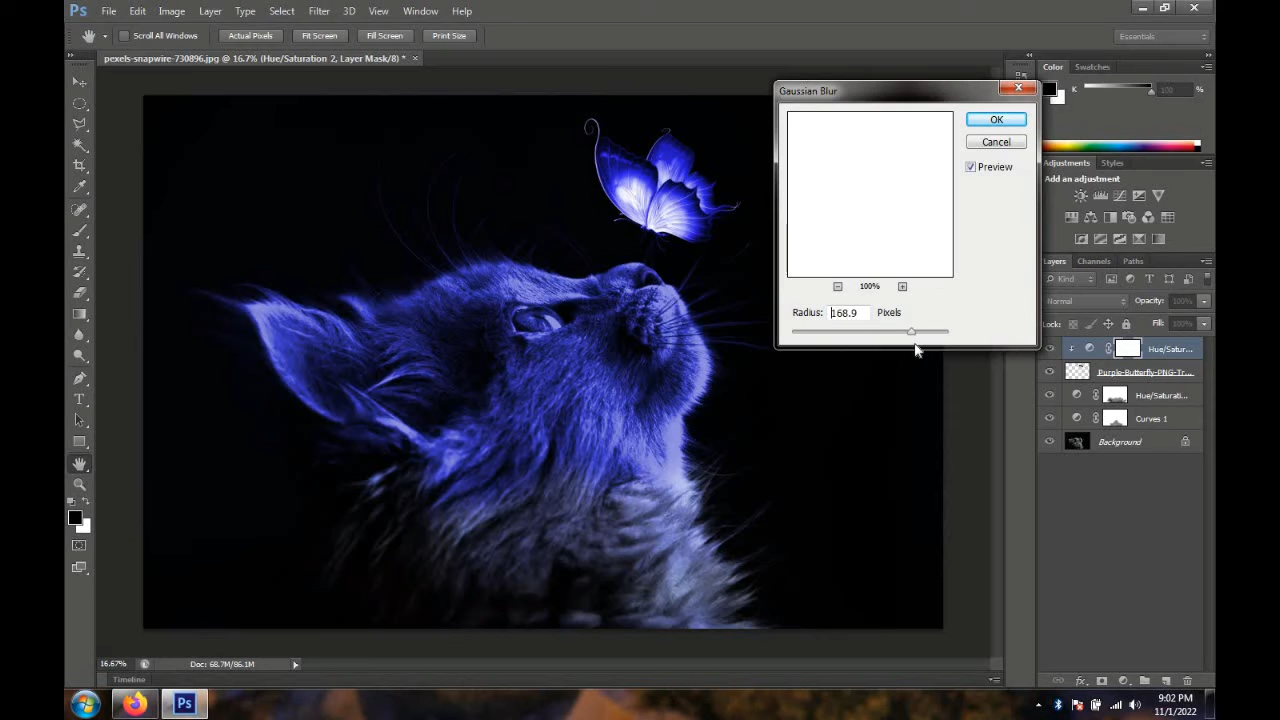 Ps File Edit Image Layer Type Select Filter 3D View Window Help
Scroll All Windows Actual Pixels Fit Screen Fill Screen Print Size Essentials
pexels-snapwire-730896.jpg @ 16.7% (Hue/Saturation 2, Layer Mask/8) *
Color Swatches
K 100 %
Gaussian Blur
OK
Cancel
Preview
100%
Radius: 168.9 Pixels
Adjustments Styles
Add an adjustment
Layers Channels Paths
Kind
Normal Opacity: 100%
Lock: Fill: 100%
Hue/Satur...
Purple-Butterfly-PNG-Tr...
Hue/Saturati...
Curves 1
Background
16.67% Doc: 68.7M/86.1M
Timeline
Ps
9:02 PM
11/1/2022